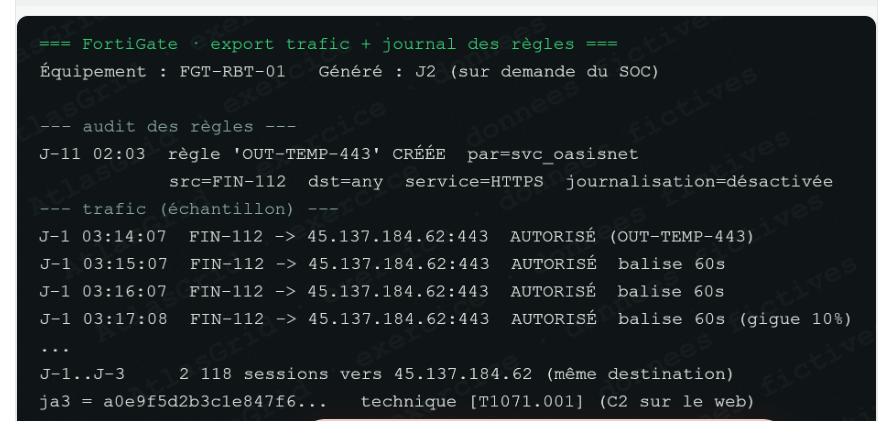 === FortiGate · export trafic + journal des règles ===
Équipement : FGT-RBT-01   Généré : J2 (sur demande du SOC)
--- audit des règles ---
J-11 02:03  règle 'OUT-TEMP-443' CRÉÉE  par=svc_oasisnet
src=FIN-112  dst=any  service=HTTPS  journalisation=désactivée
--- trafic (échantillon) ---
J-1 03:14:07  FIN-112 -> 45.137.184.62:443  AUTORISÉ (OUT-TEMP-443)
J-1 03:15:07  FIN-112 -> 45.137.184.62:443  AUTORISÉ  balise 60s
J-1 03:16:07  FIN-112 -> 45.137.184.62:443  AUTORISÉ  balise 60s
J-1 03:17:08  FIN-112 -> 45.137.184.62:443  AUTORISÉ  balise 60s (gigue 10%)
...
J-1..J-3     2 118 sessions vers 45.137.184.62 (même destination)
ja3 = a0e9f5d2b3c1e847f6...   technique [T1071.001] (C2 sur le web)
AtlasGrid · exercice · donnees fictives